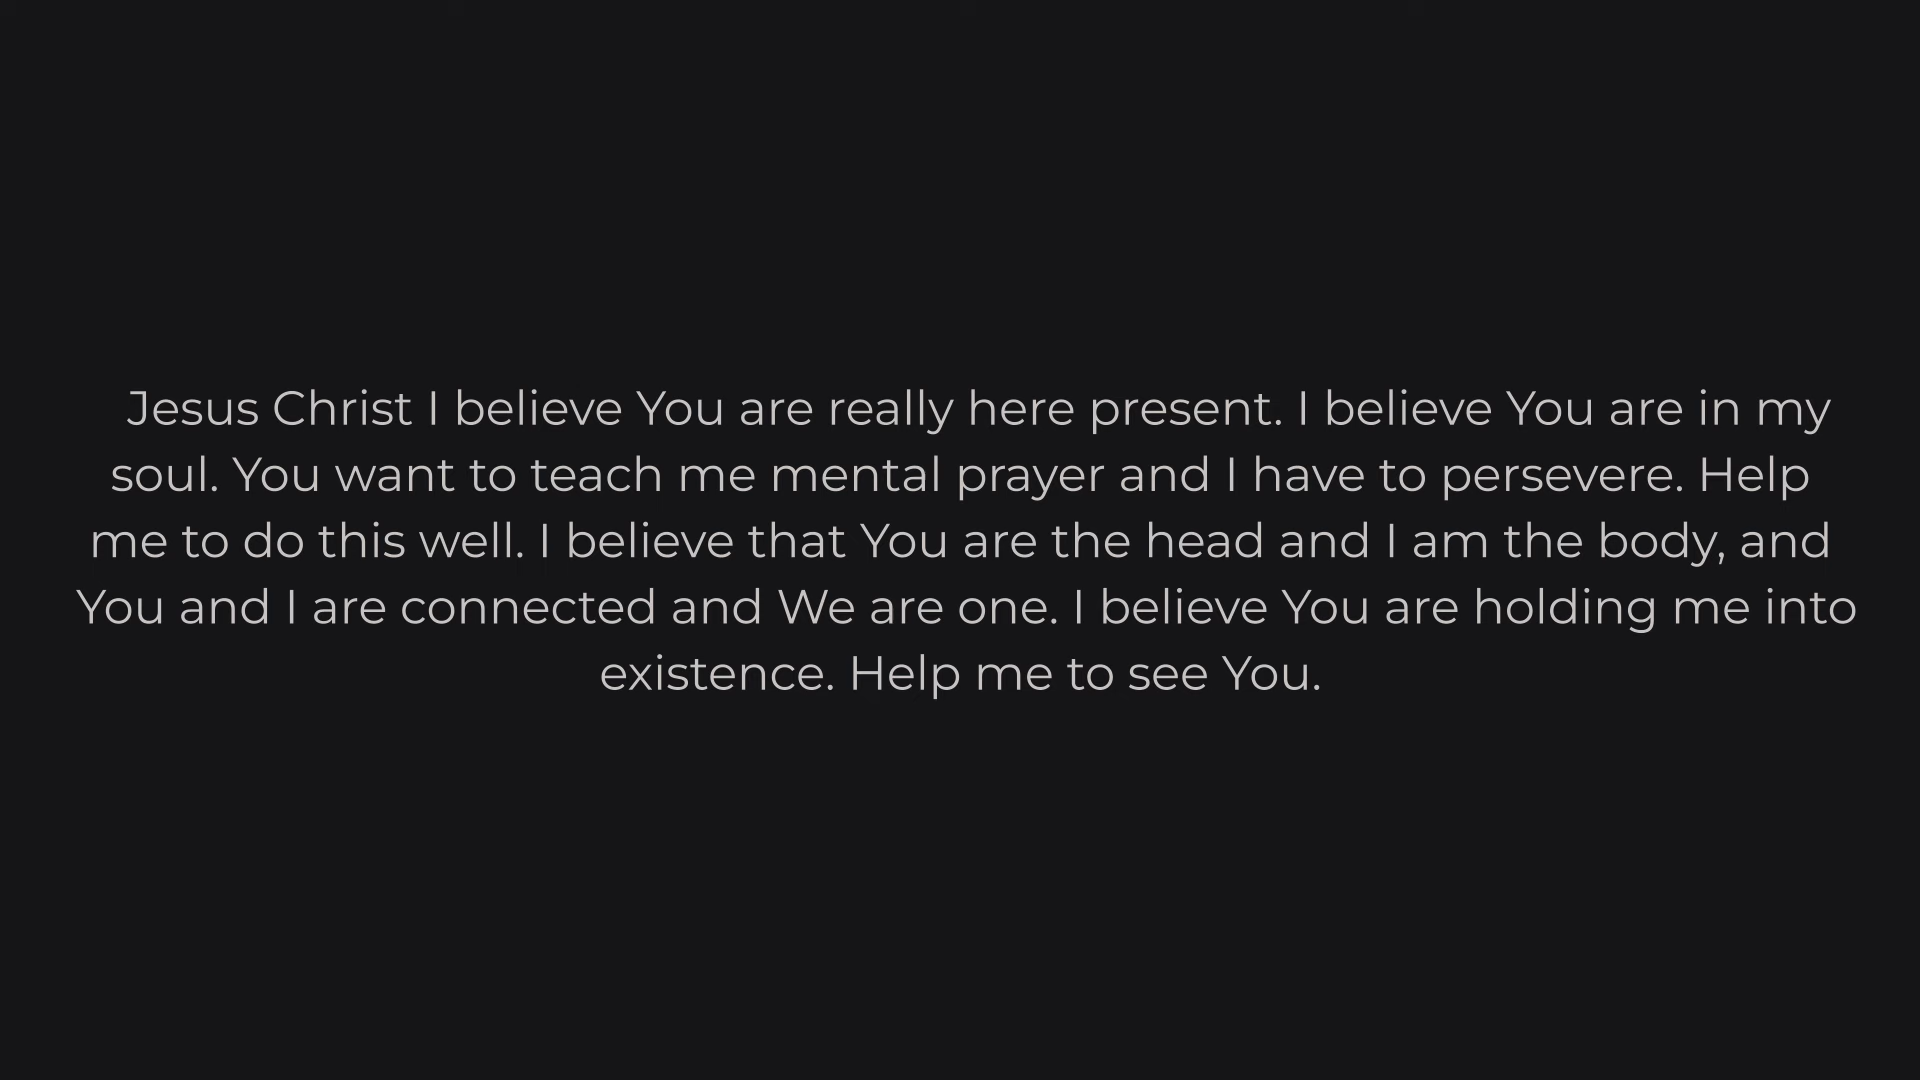 Jesus Christ I believe You are really here present. I believe You are in my
soul. You want to teach me mental prayer and I have to persevere. Help
me to do this well. I believe that You are the head and I am the body, and
You and I are connected and We are one. I believe You are holding me into
existence. Help me to see You.